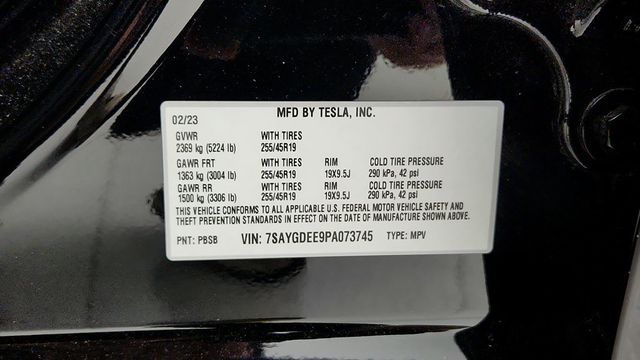 02/23 MFD BY TESLA, INC.
GVWR WITH TIRES
2369 kg (5224 lb) 255/45R19
GAWR FRT WITH TIRES RIM COLD TIRE PRESSURE
1363 kg (3004 lb) 255/45R19 19X9.5J 290 kPa, 42 psi
GAWR RR WITH TIRES RIM COLD TIRE PRESSURE
1500 kg (3306 lb) 255/45R19 19X9.5J 290 kPa, 42 psi
THIS VEHICLE CONFORMS TO ALL APPLICABLE U.S. FEDERAL MOTOR VEHICLE SAFETY AND
THEFT PREVENTION STANDARDS IN EFFECT ON THE DATE OF MANUFACTURE SHOWN ABOVE.
PNT: PBSB VIN: 7SAYGDEE9PA073745 TYPE: MPV